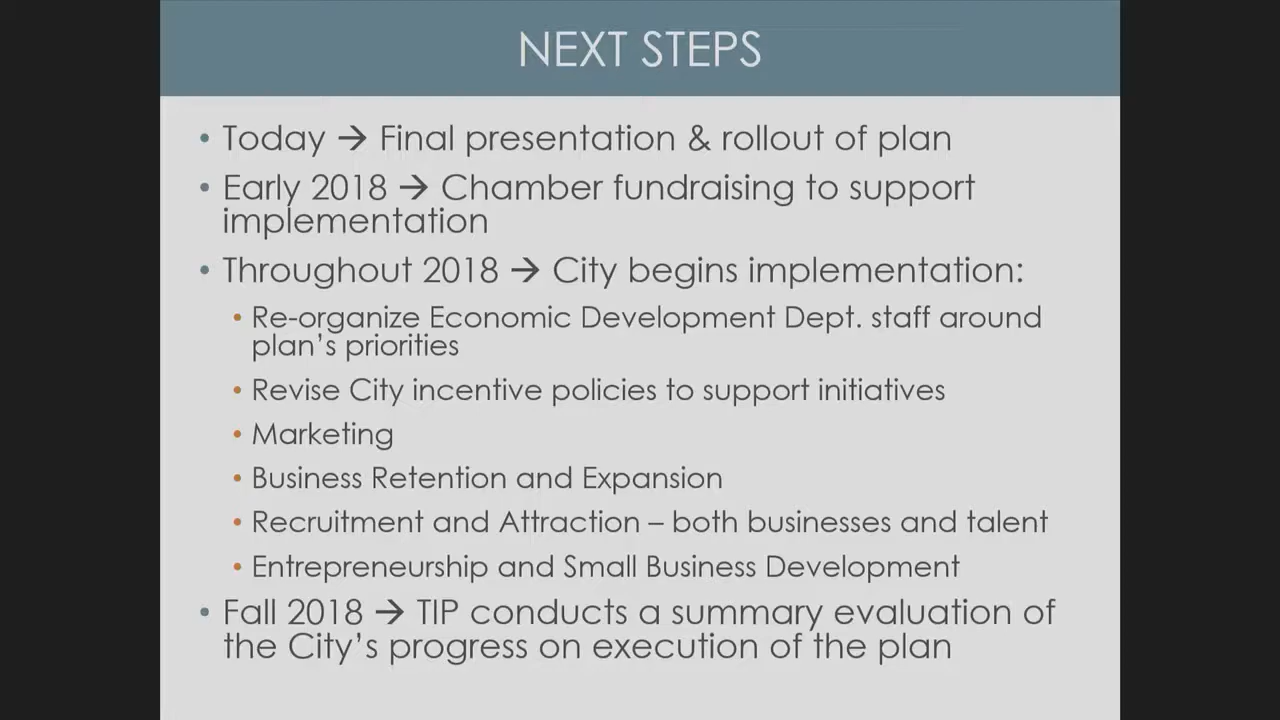 NEXT STEPS
• Today → Final presentation & rollout of plan
• Early 2018 → Chamber fundraising to support
implementation
• Throughout 2018 → City begins implementation:
• Re-organize Economic Development Dept. staff around
plan's priorities
• Revise City incentive policies to support initiatives
• Marketing
• Business Retention and Expansion
• Recruitment and Attraction – both businesses and talent
• Entrepreneurship and Small Business Development
• Fall 2018 → TIP conducts a summary evaluation of
the City's progress on execution of the plan